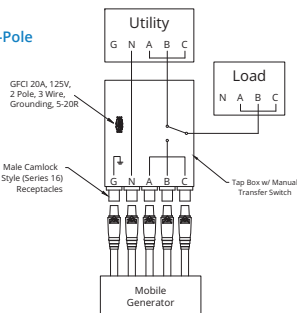 -Pole
Utility
G N A B C
GFCI 20A, 125V,
2 Pole, 3 Wire,
Grounding, 5-20R
Load
N A B C
Male Camlock
Style (Series 16)
Receptacles
G N A B C
Tap Box w/ Manual
Transfer Switch
Mobile
Generator